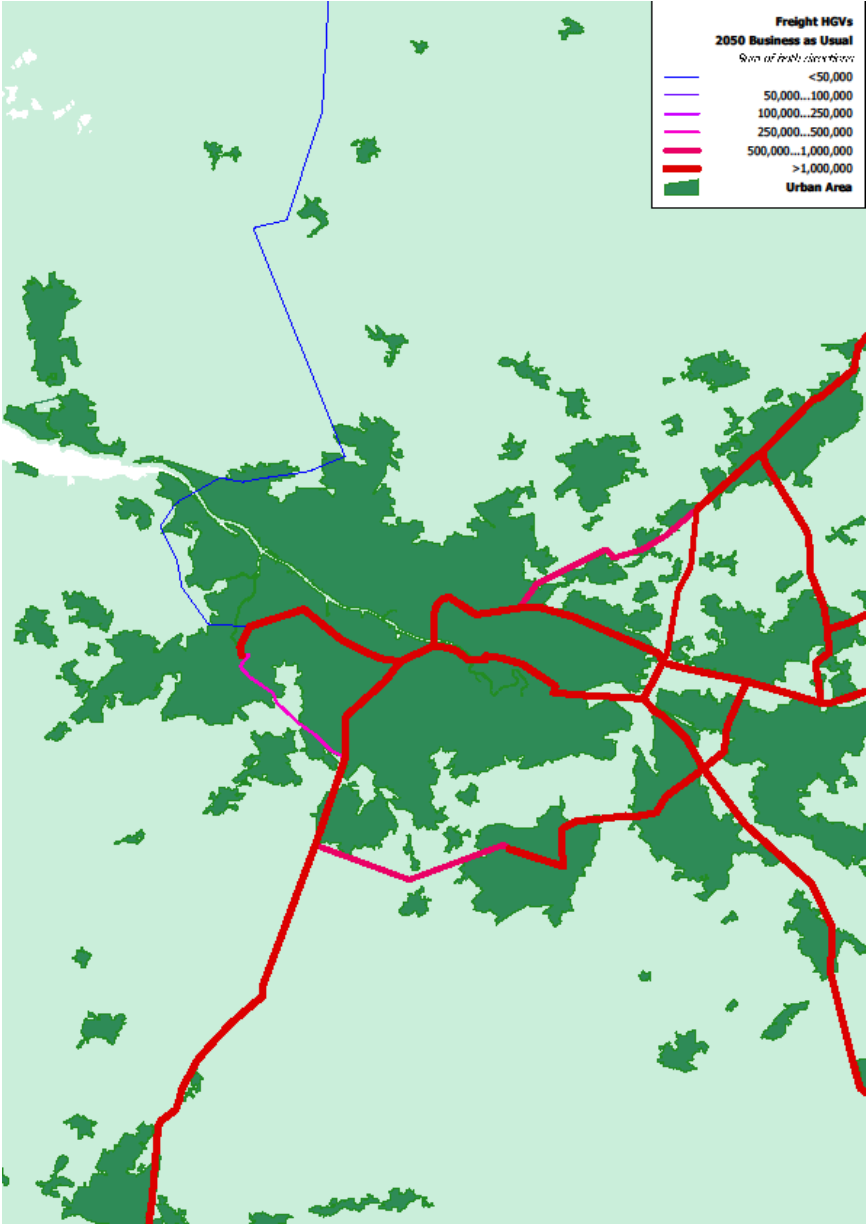 Freight HGVs
2050 Business as Usual
Sum of both directions
<50,000
50,000...100,000
100,000...250,000
250,000...500,000
500,000...1,000,000
>1,000,000
Urban Area